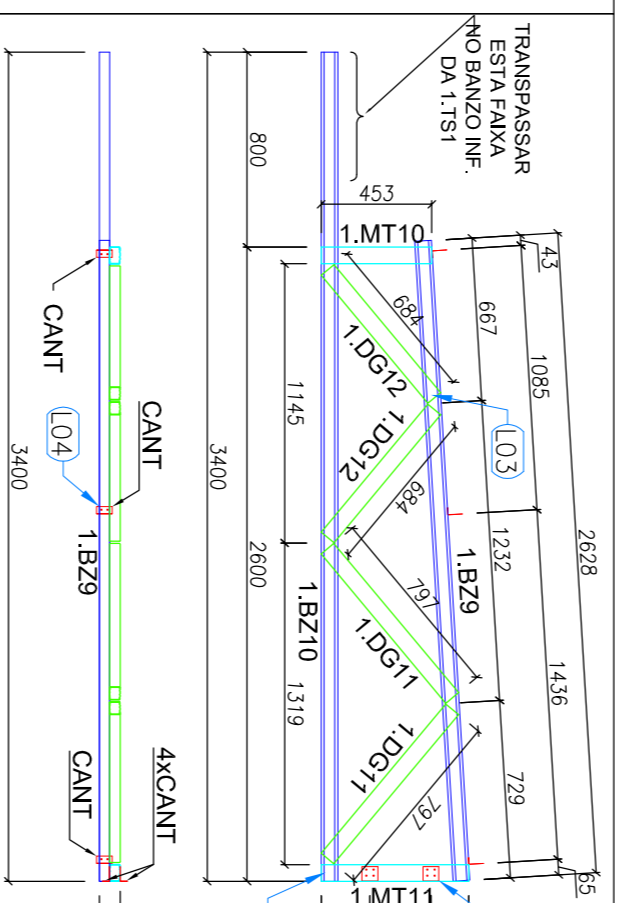 TRANSPASSAR
ESTA FAIXA
NO BANZO INF.
DA 1.TS1
800
453
1.MT10
43
667
1085
2628
684
1.DG12
L03
1145
1.DG12
684
3400
2600
1.BZ9
1232
797
1.DG11
1.BZ10
1319
1.DG11
797
1436
729
65
1.MT11
CANT
CANT
L04
1.BZ9
3400
CANT
4xCANT